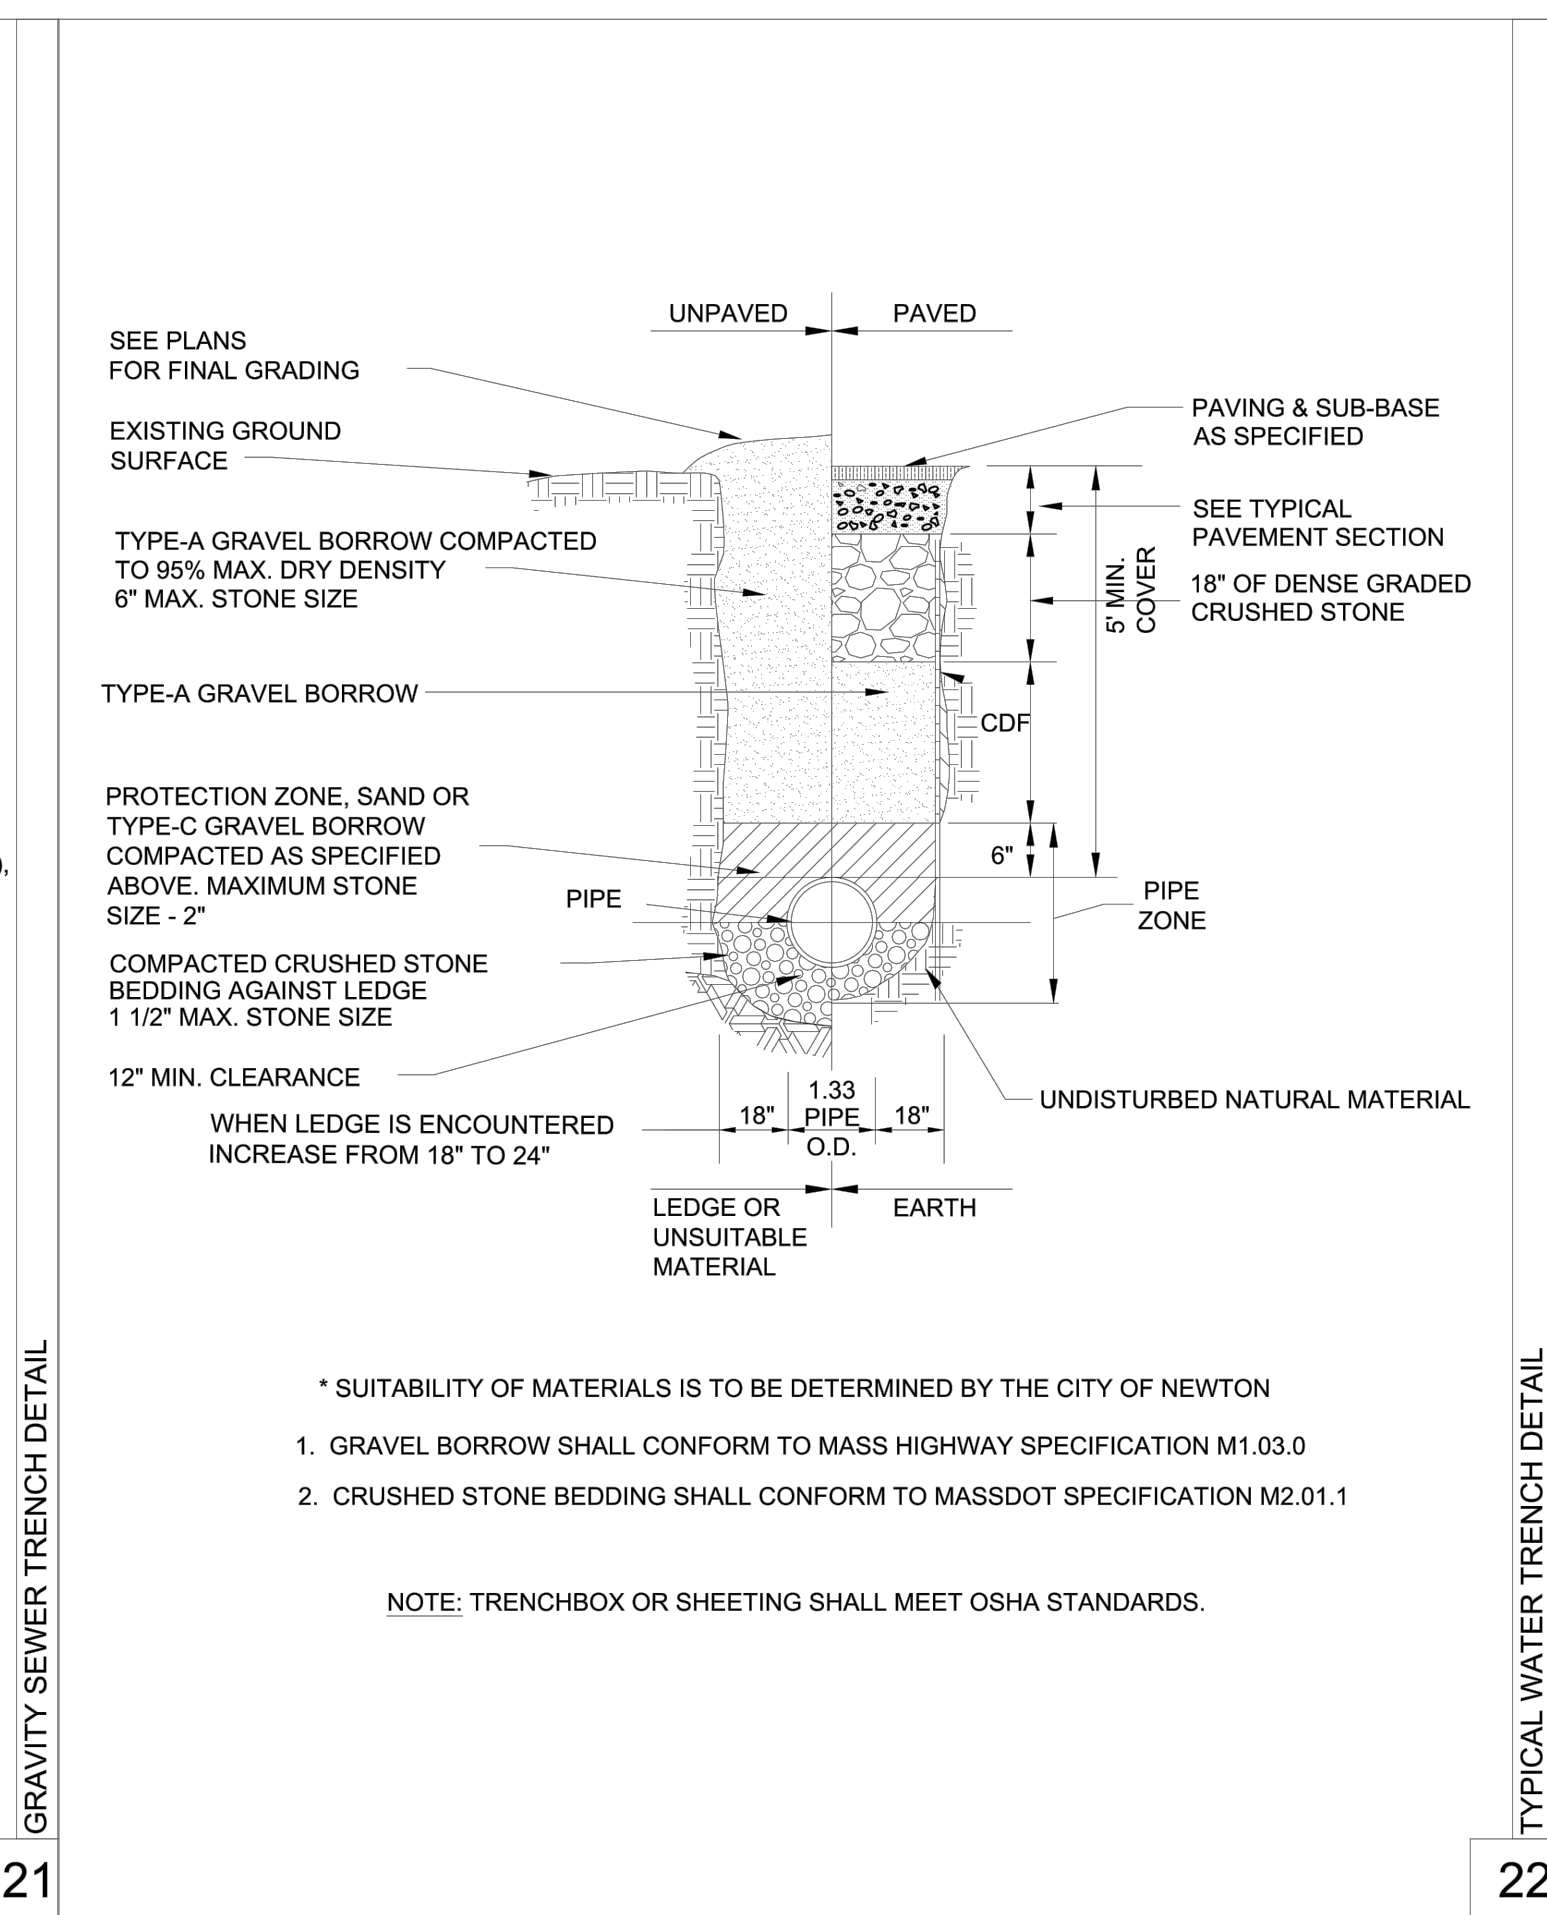 UNPAVED
PAVED
SEE PLANS
FOR FINAL GRADING
EXISTING GROUND
SURFACE
PAVING & SUB-BASE
AS SPECIFIED
TYPE-A GRAVEL BORROW COMPACTED
TO 95% MAX. DRY DENSITY
6" MAX. STONE SIZE
SEE TYPICAL
PAVEMENT SECTION
18" OF DENSE GRADED
CRUSHED STONE
5' MIN.
COVER
TYPE-A GRAVEL BORROW
CDF
PROTECTION ZONE, SAND OR
TYPE-C GRAVEL BORROW
COMPACTED AS SPECIFIED
ABOVE. MAXIMUM STONE
SIZE - 2"
6"
PIPE
PIPE
ZONE
COMPACTED CRUSHED STONE
BEDDING AGAINST LEDGE
1 1/2" MAX. STONE SIZE
12" MIN. CLEARANCE
UNDISTURBED NATURAL MATERIAL
WHEN LEDGE IS ENCOUNTERED
INCREASE FROM 18" TO 24"
18"
1.33
PIPE
O.D.
18"
LEDGE OR
UNSUITABLE
MATERIAL
EARTH
* SUITABILITY OF MATERIALS IS TO BE DETERMINED BY THE CITY OF NEWTON
1. GRAVEL BORROW SHALL CONFORM TO MASS HIGHWAY SPECIFICATION M1.03.0
2. CRUSHED STONE BEDDING SHALL CONFORM TO MASSDOT SPECIFICATION M2.01.1
NOTE: TRENCHBOX OR SHEETING SHALL MEET OSHA STANDARDS.
GRAVITY SEWER TRENCH DETAIL
21
TYPICAL WATER TRENCH DETAIL
22